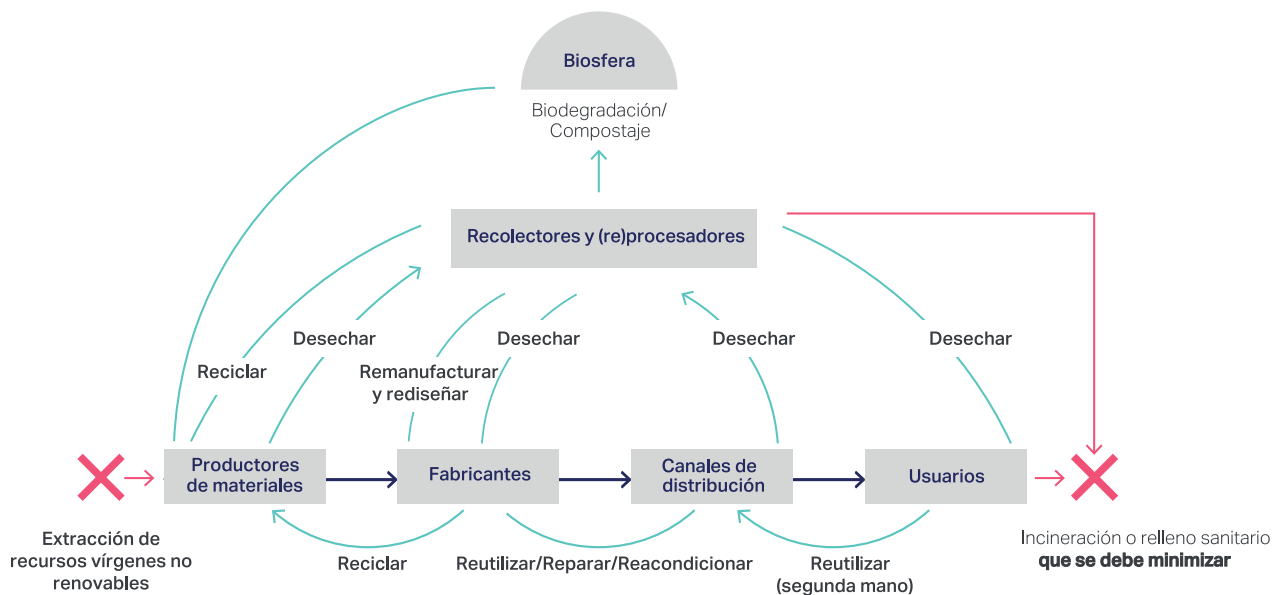 Biosfera
Biodegradación/
Compostaje
Recolectores y (re)procesadores
Desechar
Desechar
Desechar
Desechar
Reciclar
Remanufacturar
y rediseñar
Productores
de materiales
Fabricantes
Canales de
distribución
Usuarios
Extracción de
recursos vírgenes no
renovables
Reciclar
Reutilizar/Reparar/Reacondicionar
Reutilizar
(segunda mano)
Incineración o relleno sanitario
que se debe minimizar